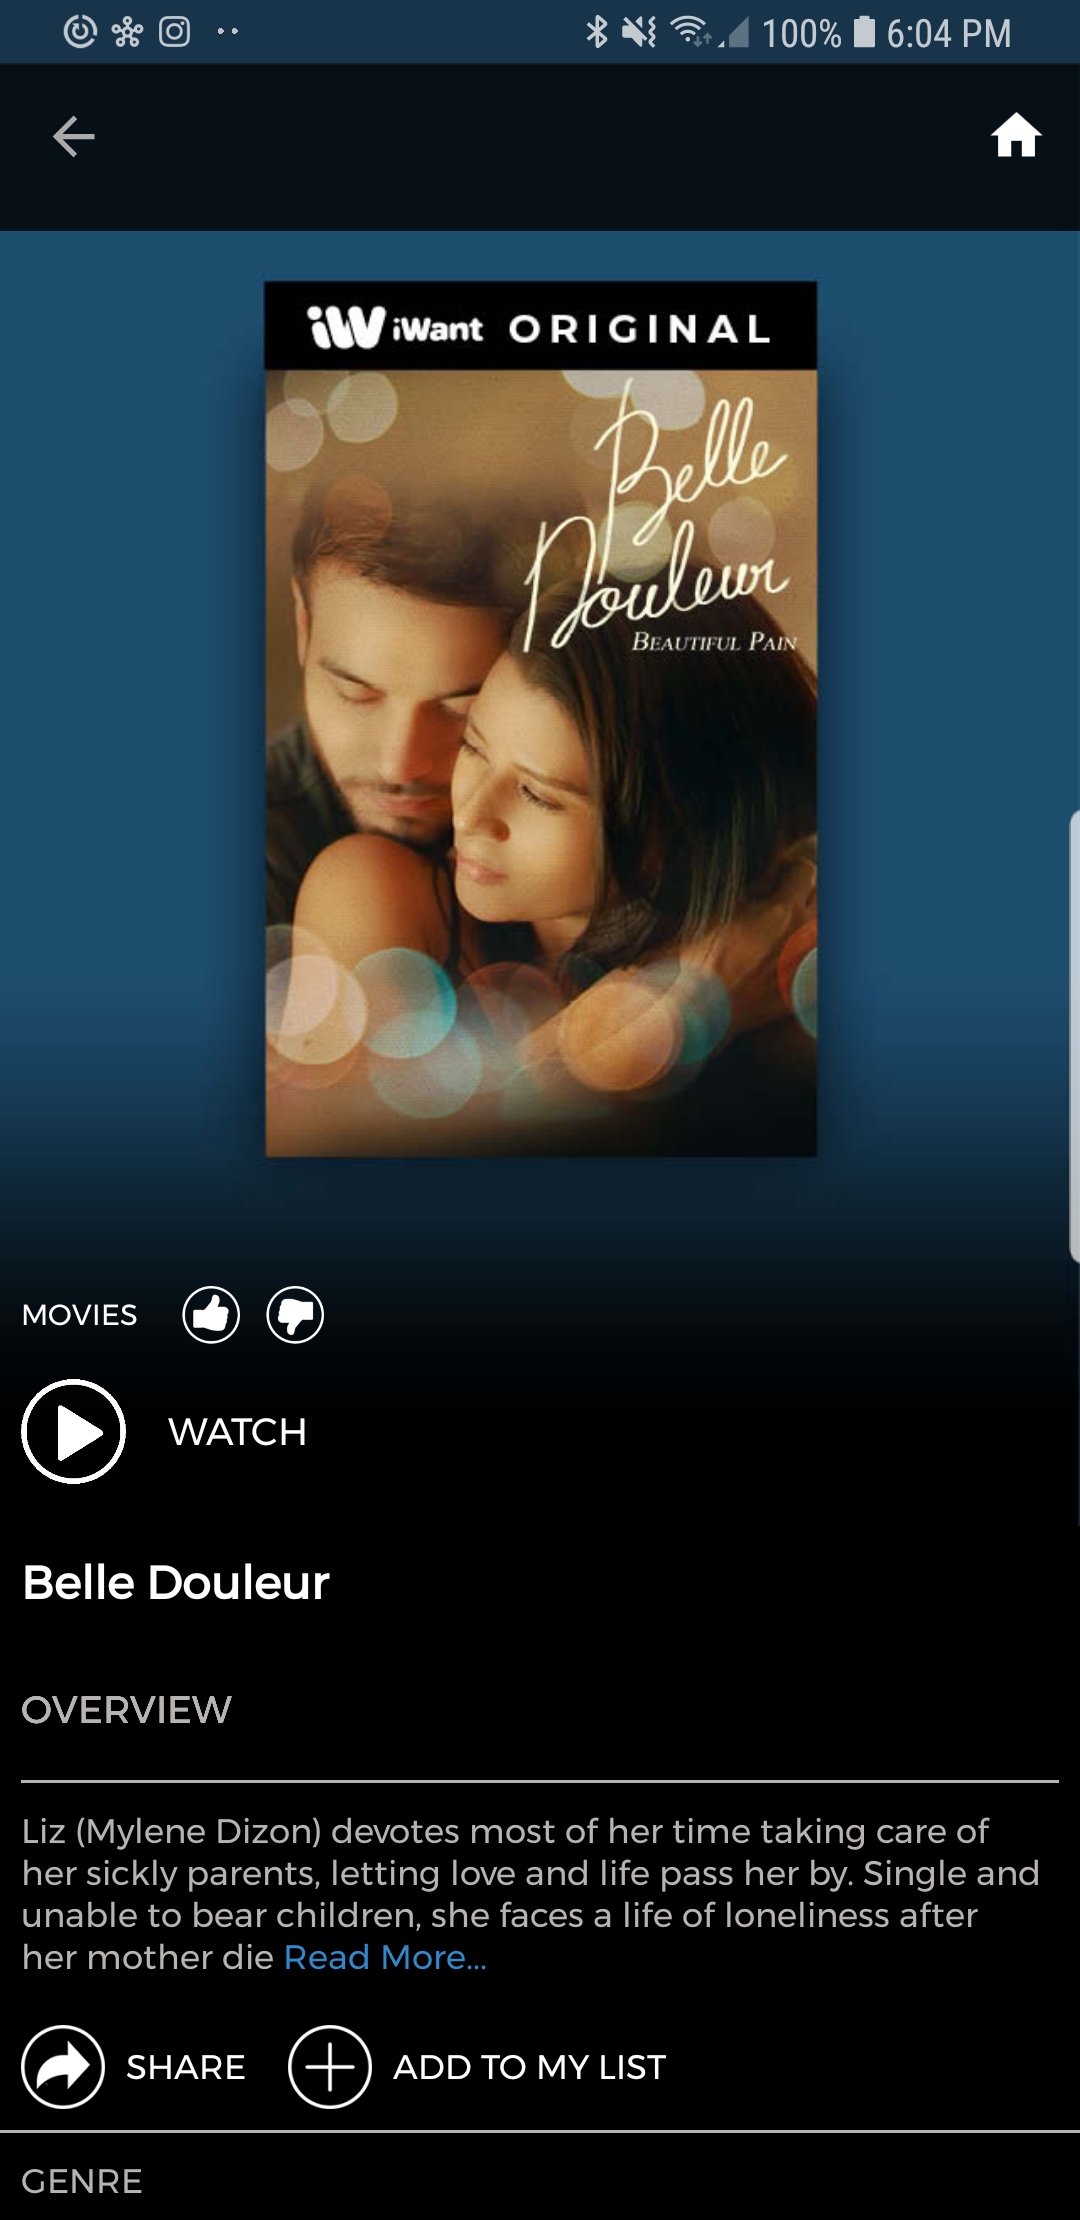 100% 6:04 PM
iW iWant ORIGINAL
Belle
Douleur
BEAUTIFUL PAIN
MOVIES
WATCH
Belle Douleur
OVERVIEW
Liz (Mylene Dizon) devotes most of her time taking care of
her sickly parents, letting love and life pass her by. Single and
unable to bear children, she faces a life of loneliness after
her mother die Read More...
SHARE ADD TO MY LIST
GENRE